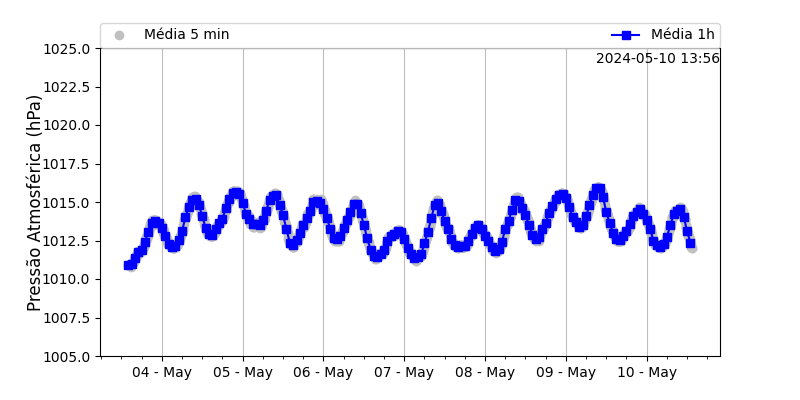 Média 5 min
Média 1h
2024-05-10 13:56
Pressão Atmosférica (hPa)
1025.0
1022.5
1020.0
1017.5
1015.0
1012.5
1010.0
1007.5
1005.0
04 - May
05 - May
06 - May
07 - May
08 - May
09 - May
10 - May